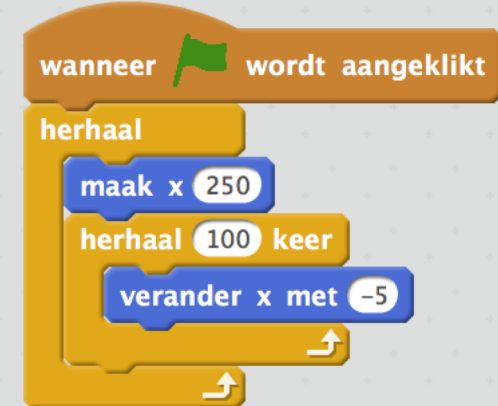 wanneer wordt aangeklikt
herhaal
maak x 250
herhaal 100 keer
verander x met -5